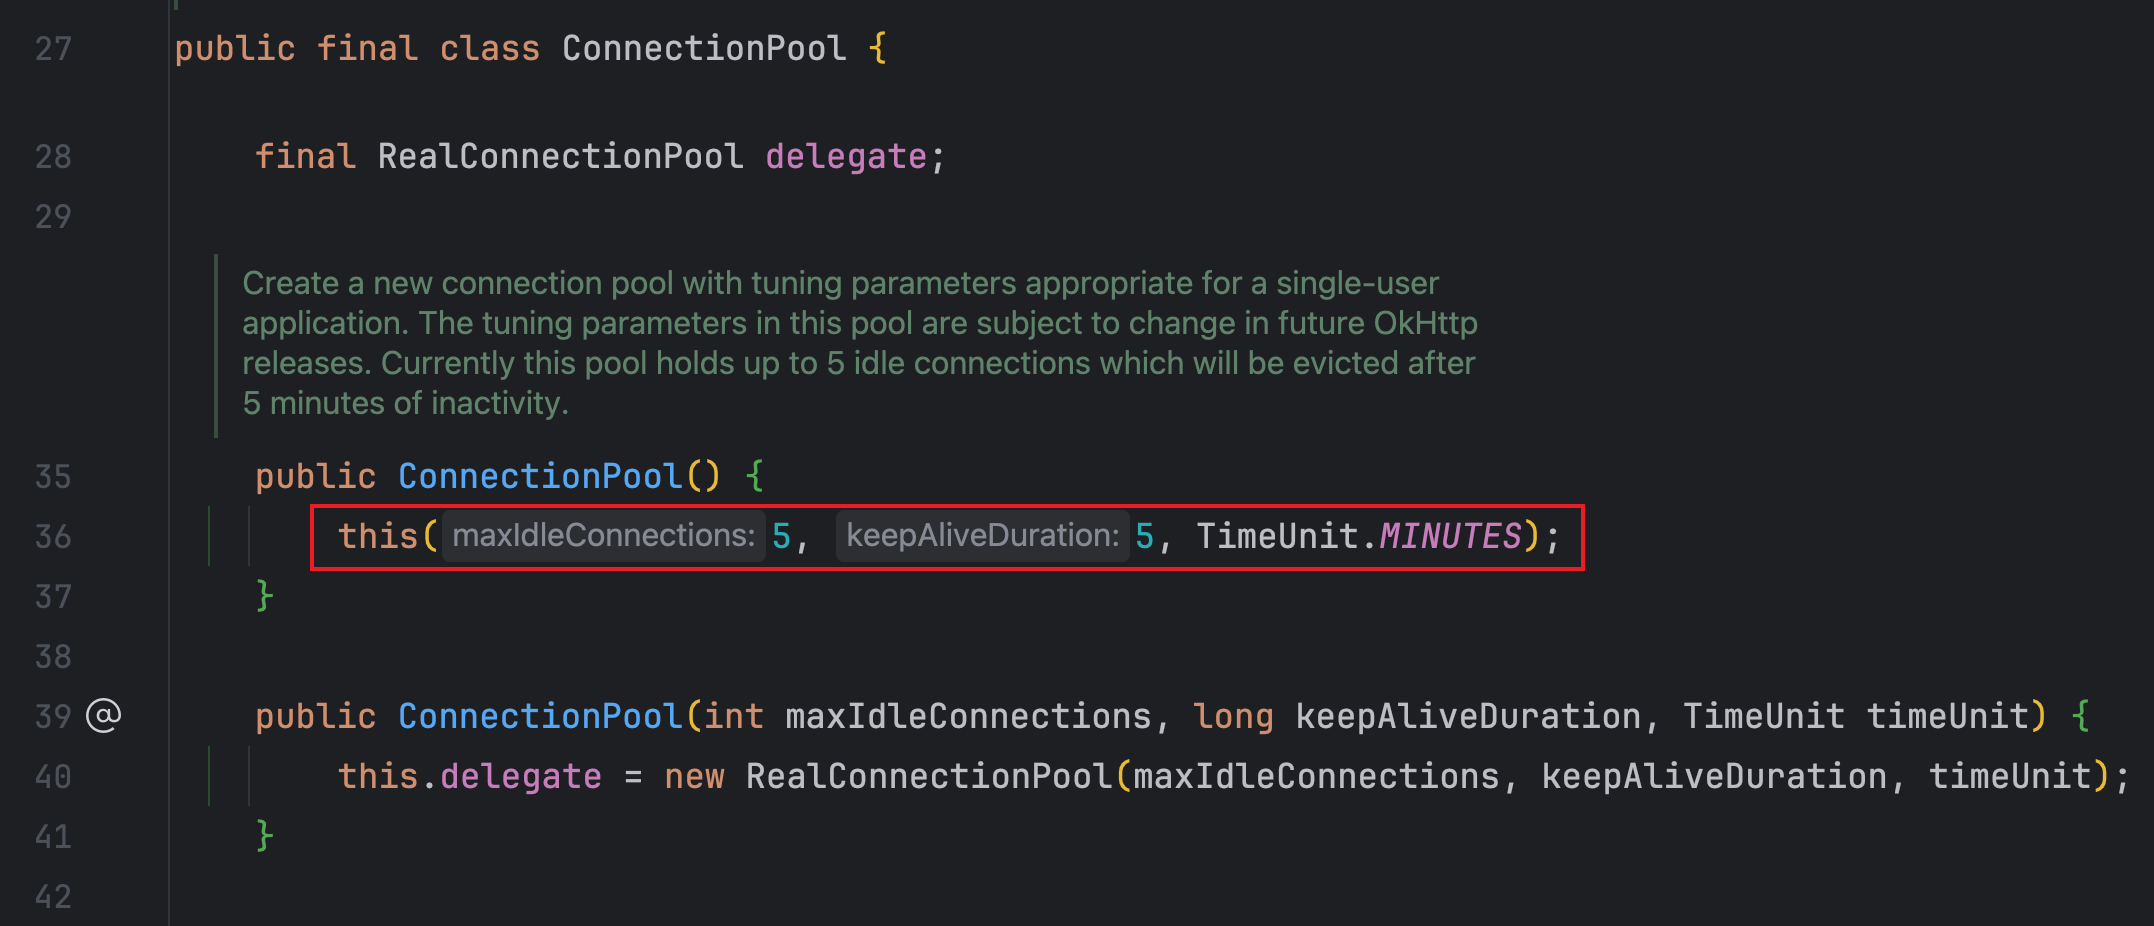 27 public final class ConnectionPool {
28 final RealConnectionPool delegate;
29
Create a new connection pool with tuning parameters appropriate for a single-user
application. The tuning parameters in this pool are subject to change in future OkHttp
releases. Currently this pool holds up to 5 idle connections which will be evicted after
5 minutes of inactivity.
35 public ConnectionPool() {
36 this( maxIdleConnections: 5, keepAliveDuration: 5, TimeUnit.MINUTES);
37 }
38
39 @ public ConnectionPool(int maxIdleConnections, long keepAliveDuration, TimeUnit timeUnit) {
40 this.delegate = new RealConnectionPool(maxIdleConnections, keepAliveDuration, timeUnit);
41 }
42